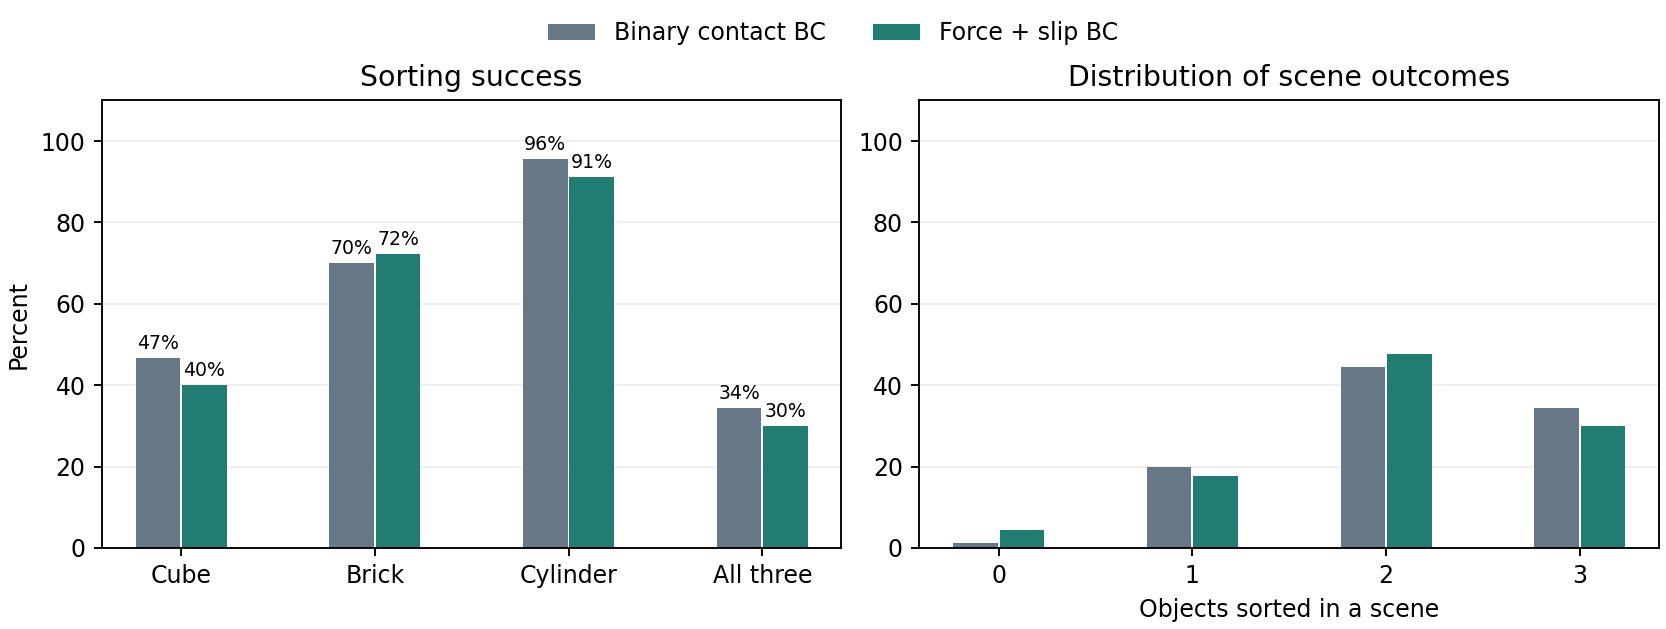 Binary contact BC
Force + slip BC
Sorting success
Percent
100
80
60
40
20
0
47%
40%
70%
72%
96%
91%
34%
30%
Cube
Brick
Cylinder
All three
Distribution of scene outcomes
100
80
60
40
20
0
0
1
2
3
Objects sorted in a scene